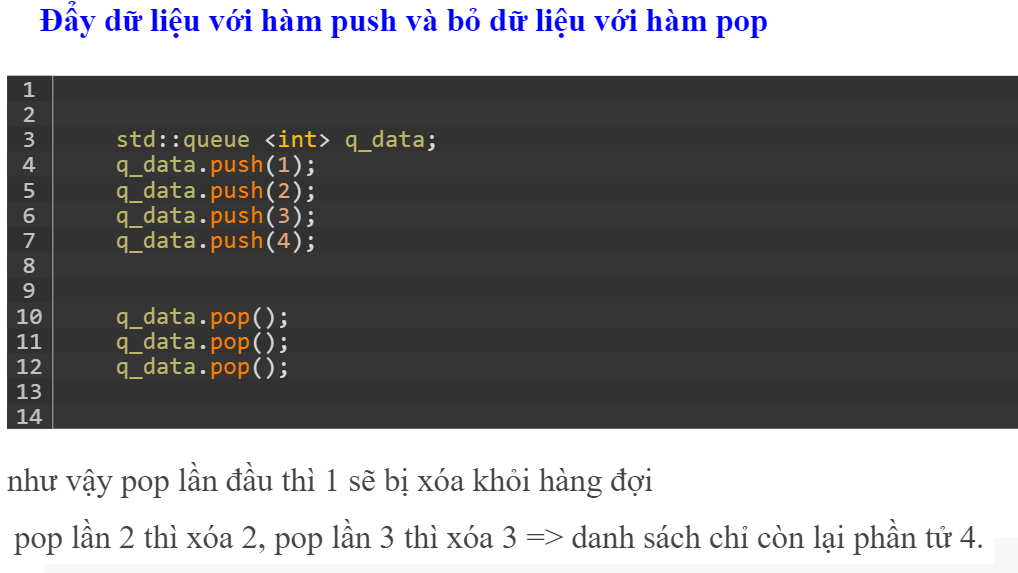 Đẩy dữ liệu với hàm push và bỏ dữ liệu với hàm pop
1
2
3 std::queue <int> q_data;
4 q_data.push(1);
5 q_data.push(2);
6 q_data.push(3);
7 q_data.push(4);
8
9
10 q_data.pop();
11 q_data.pop();
12 q_data.pop();
13
14
như vậy pop lần đầu thì 1 sẽ bị xóa khỏi hàng đợi
pop lần 2 thì xóa 2, pop lần 3 thì xóa 3 => danh sách chỉ còn lại phần tử 4.